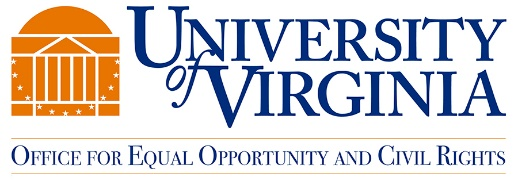 UNIVERSITY
of VIRGINIA
OFFICE FOR EQUAL OPPORTUNITY AND CIVIL RIGHTS